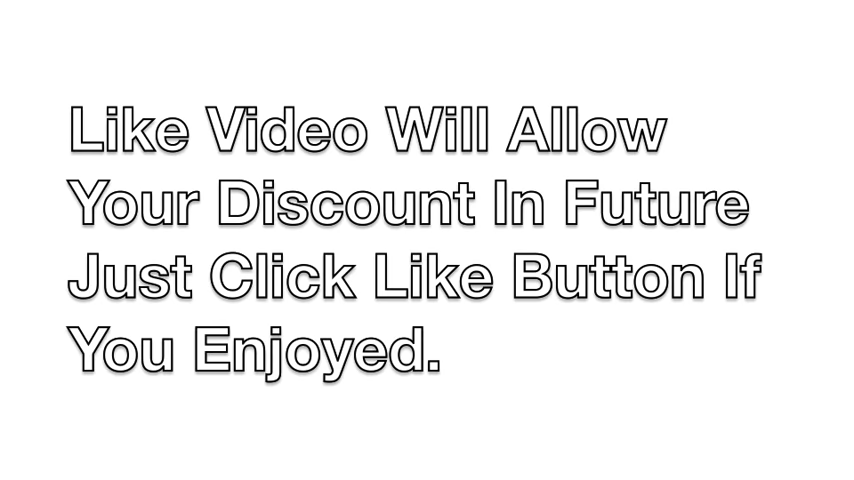 Like Video Will Allow
Your Discount In Future
Just Click Like Button If
You Enjoyed.